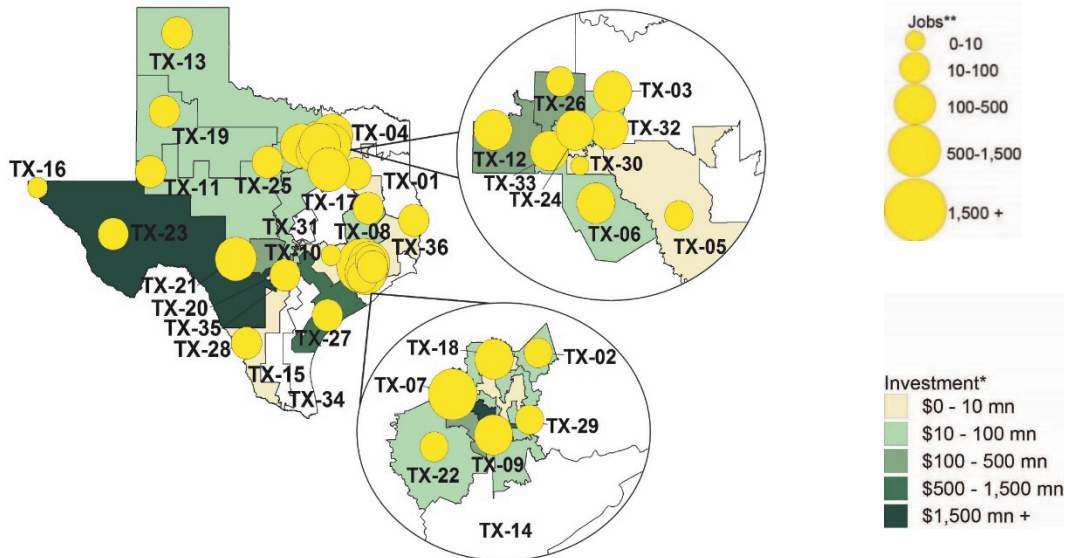 TX-13
TX-19
TX-16
TX-11
TX-25
TX-04
TX-01
TX-17
TX-23
TX-31
TX-08
TX-10
TX-36
TX-21
TX-20
TX-35
TX-28
TX-27
TX-15
TX-34
TX-03
TX-26
TX-32
TX-12
TX-30
TX-33
TX-24
TX-06
TX-05
TX-18
TX-02
TX-07
TX-29
TX-22
TX-09
TX-14
Jobs**
0-10
10-100
100-500
500-1,500
1,500 +
Investment*
$0 - 10 mn
$10 - 100 mn
$100 - 500 mn
$500 - 1,500 mn
$1,500 mn +